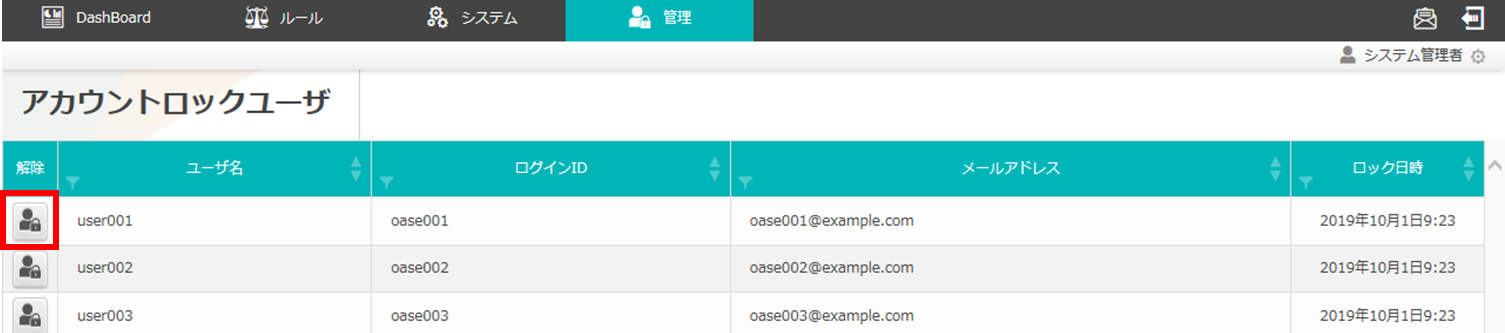 DashBoard ルール システム 管理
システム管理者
アカウントロックユーザ
解除 ユーザ名 ログインID メールアドレス ロック日時
user001 oase001 oase001@example.com 2019年10月1日9:23
user002 oase002 oase002@example.com 2019年10月1日9:23
user003 oase003 oase003@example.com 2019年10月1日9:23